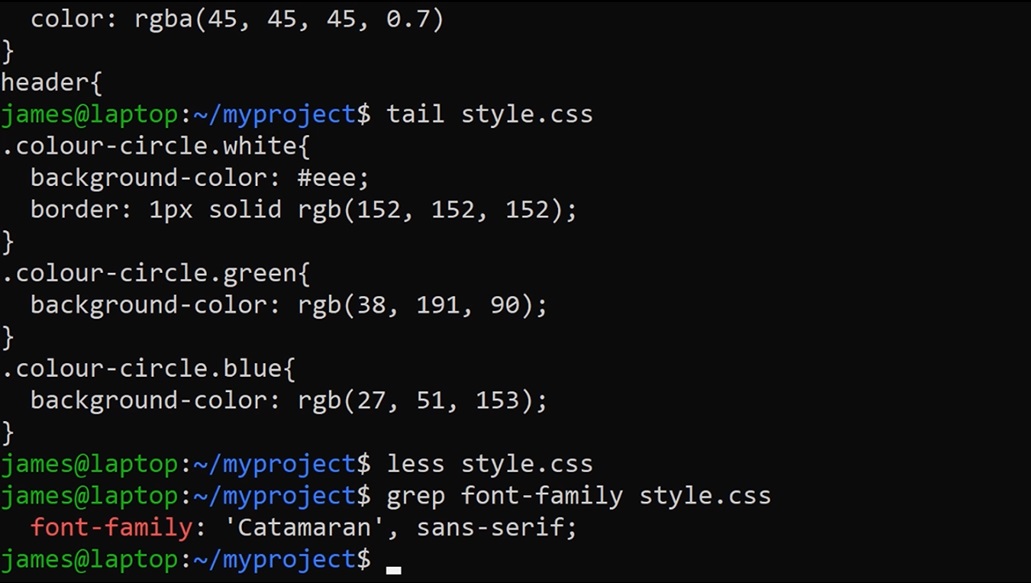 color: rgba(45, 45, 45, 0.7)
}
header{
james@laptop:~/myproject$ tail style.css
.colour-circle.white{
  background-color: #eee;
  border: 1px solid rgb(152, 152, 152);
}
.colour-circle.green{
  background-color: rgb(38, 191, 90);
}
.colour-circle.blue{
  background-color: rgb(27, 51, 153);
}
james@laptop:~/myproject$ less style.css
james@laptop:~/myproject$ grep font-family style.css
  font-family: 'Catamaran', sans-serif;
james@laptop:~/myproject$